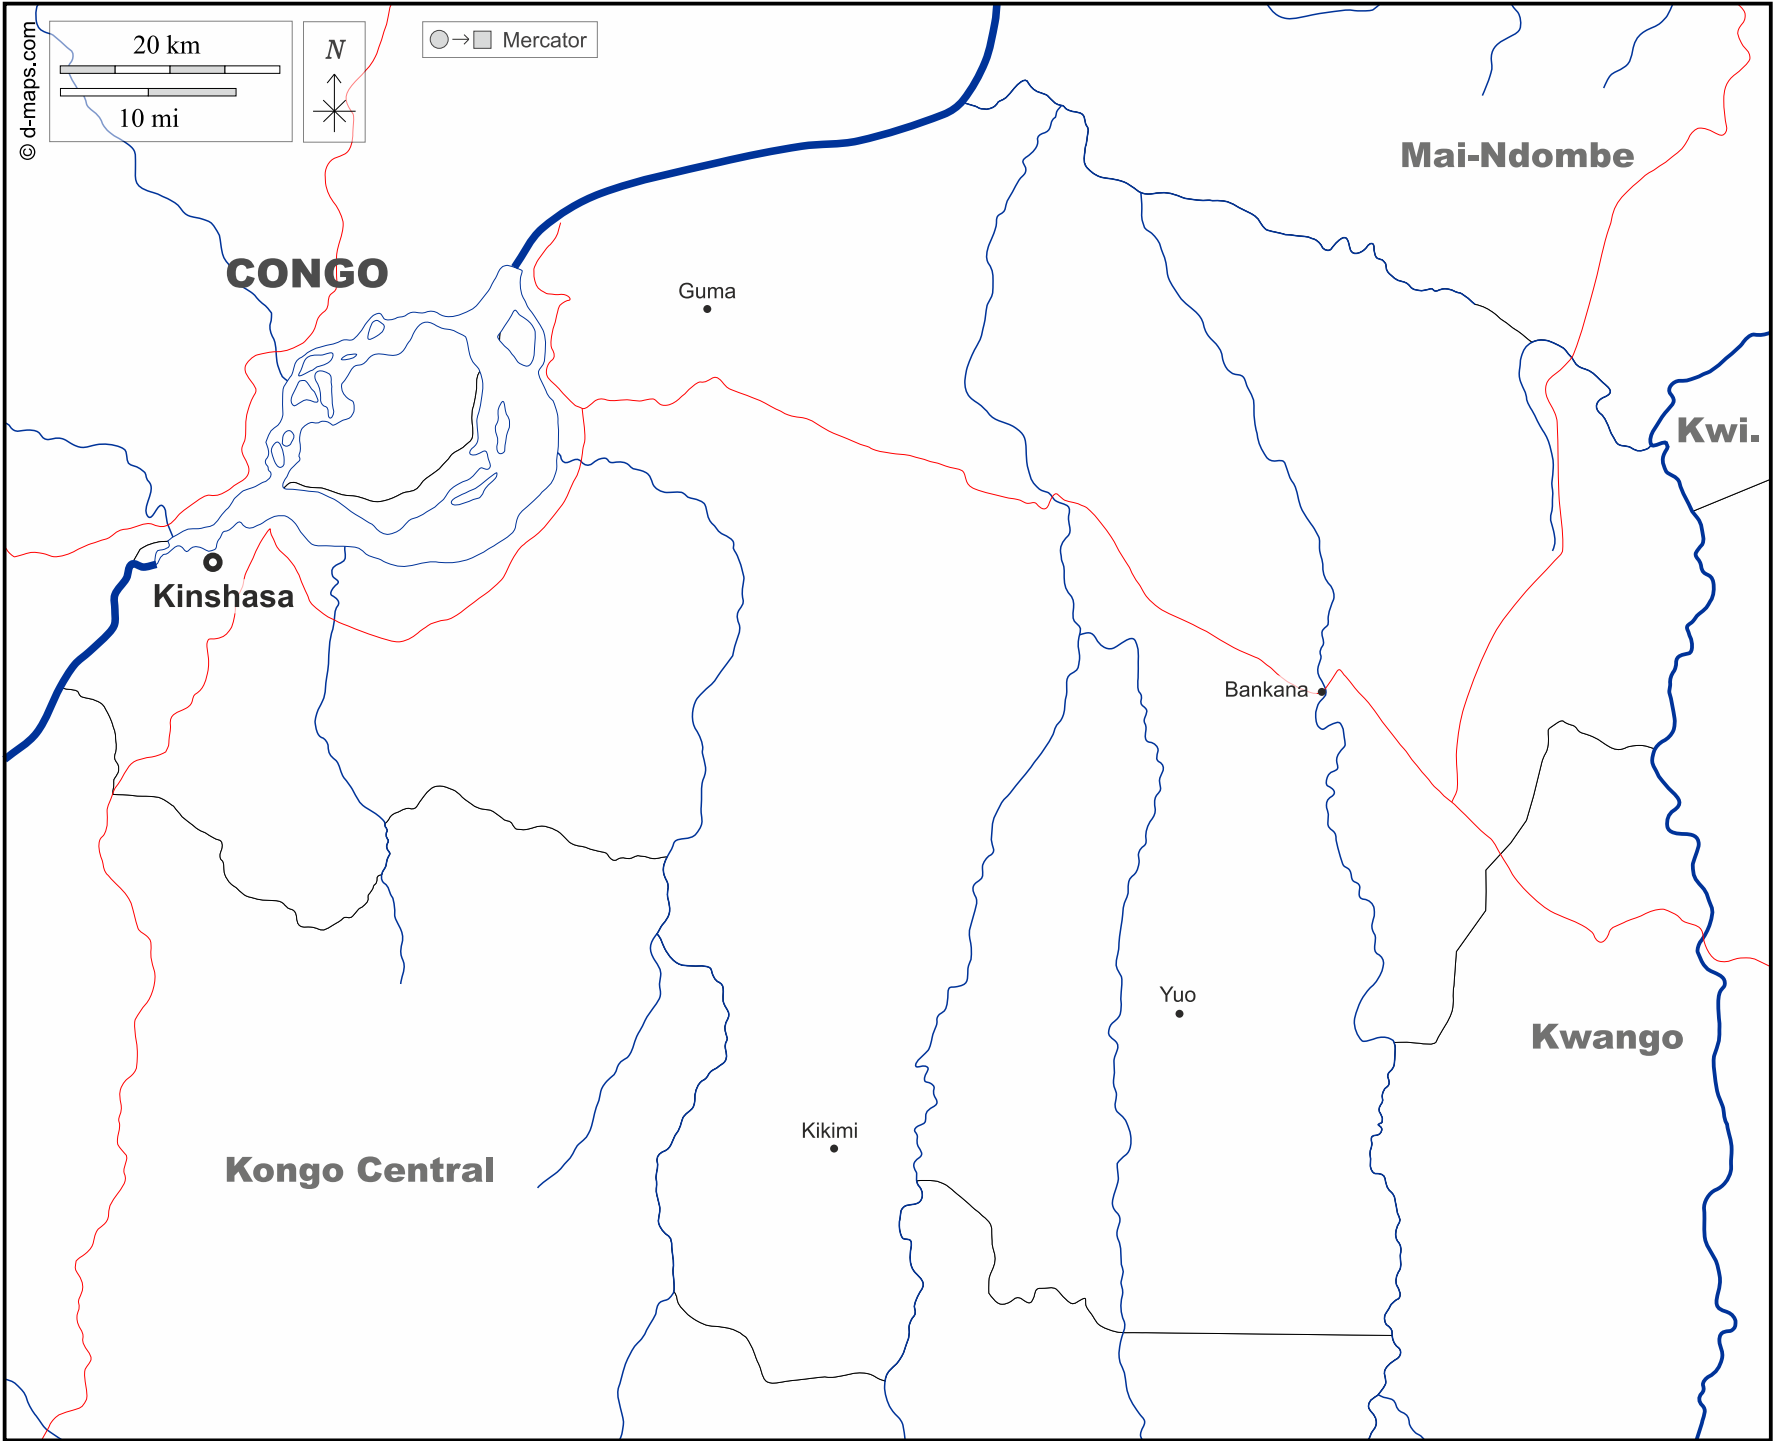 © d-maps.com
20 km
10 mi
N
Mercator
Mai-Ndombe
CONGO
Guma
Kwi.
Kinshasa
Bankana
Yuo
Kwango
Kikimi
Kongo Central